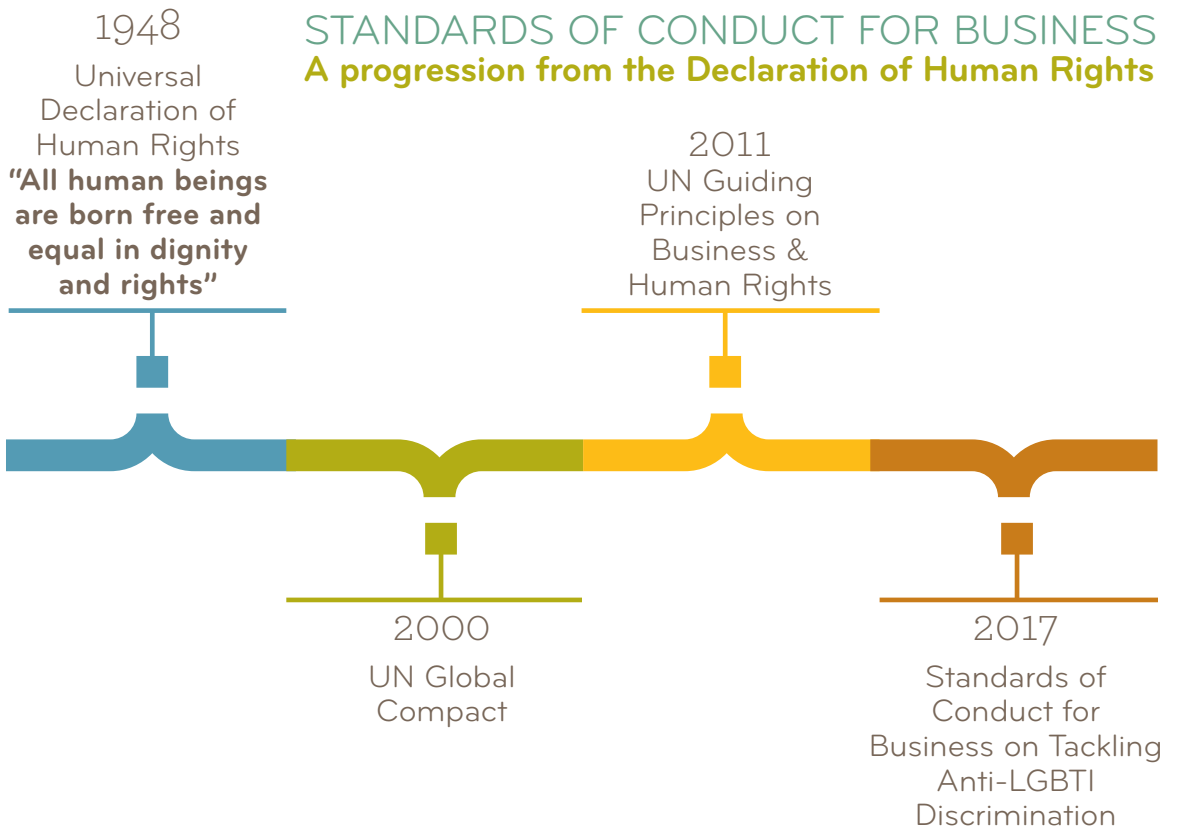 STANDARDS OF CONDUCT FOR BUSINESS
A progression from the Declaration of Human Rights
1948
Universal
Declaration of
Human Rights
“All human beings
are born free and
equal in dignity
and rights”
2000
UN Global
Compact
2011
UN Guiding
Principles on
Business &
Human Rights
2017
Standards of
Conduct for
Business on Tackling
Anti-LGBTI
Discrimination